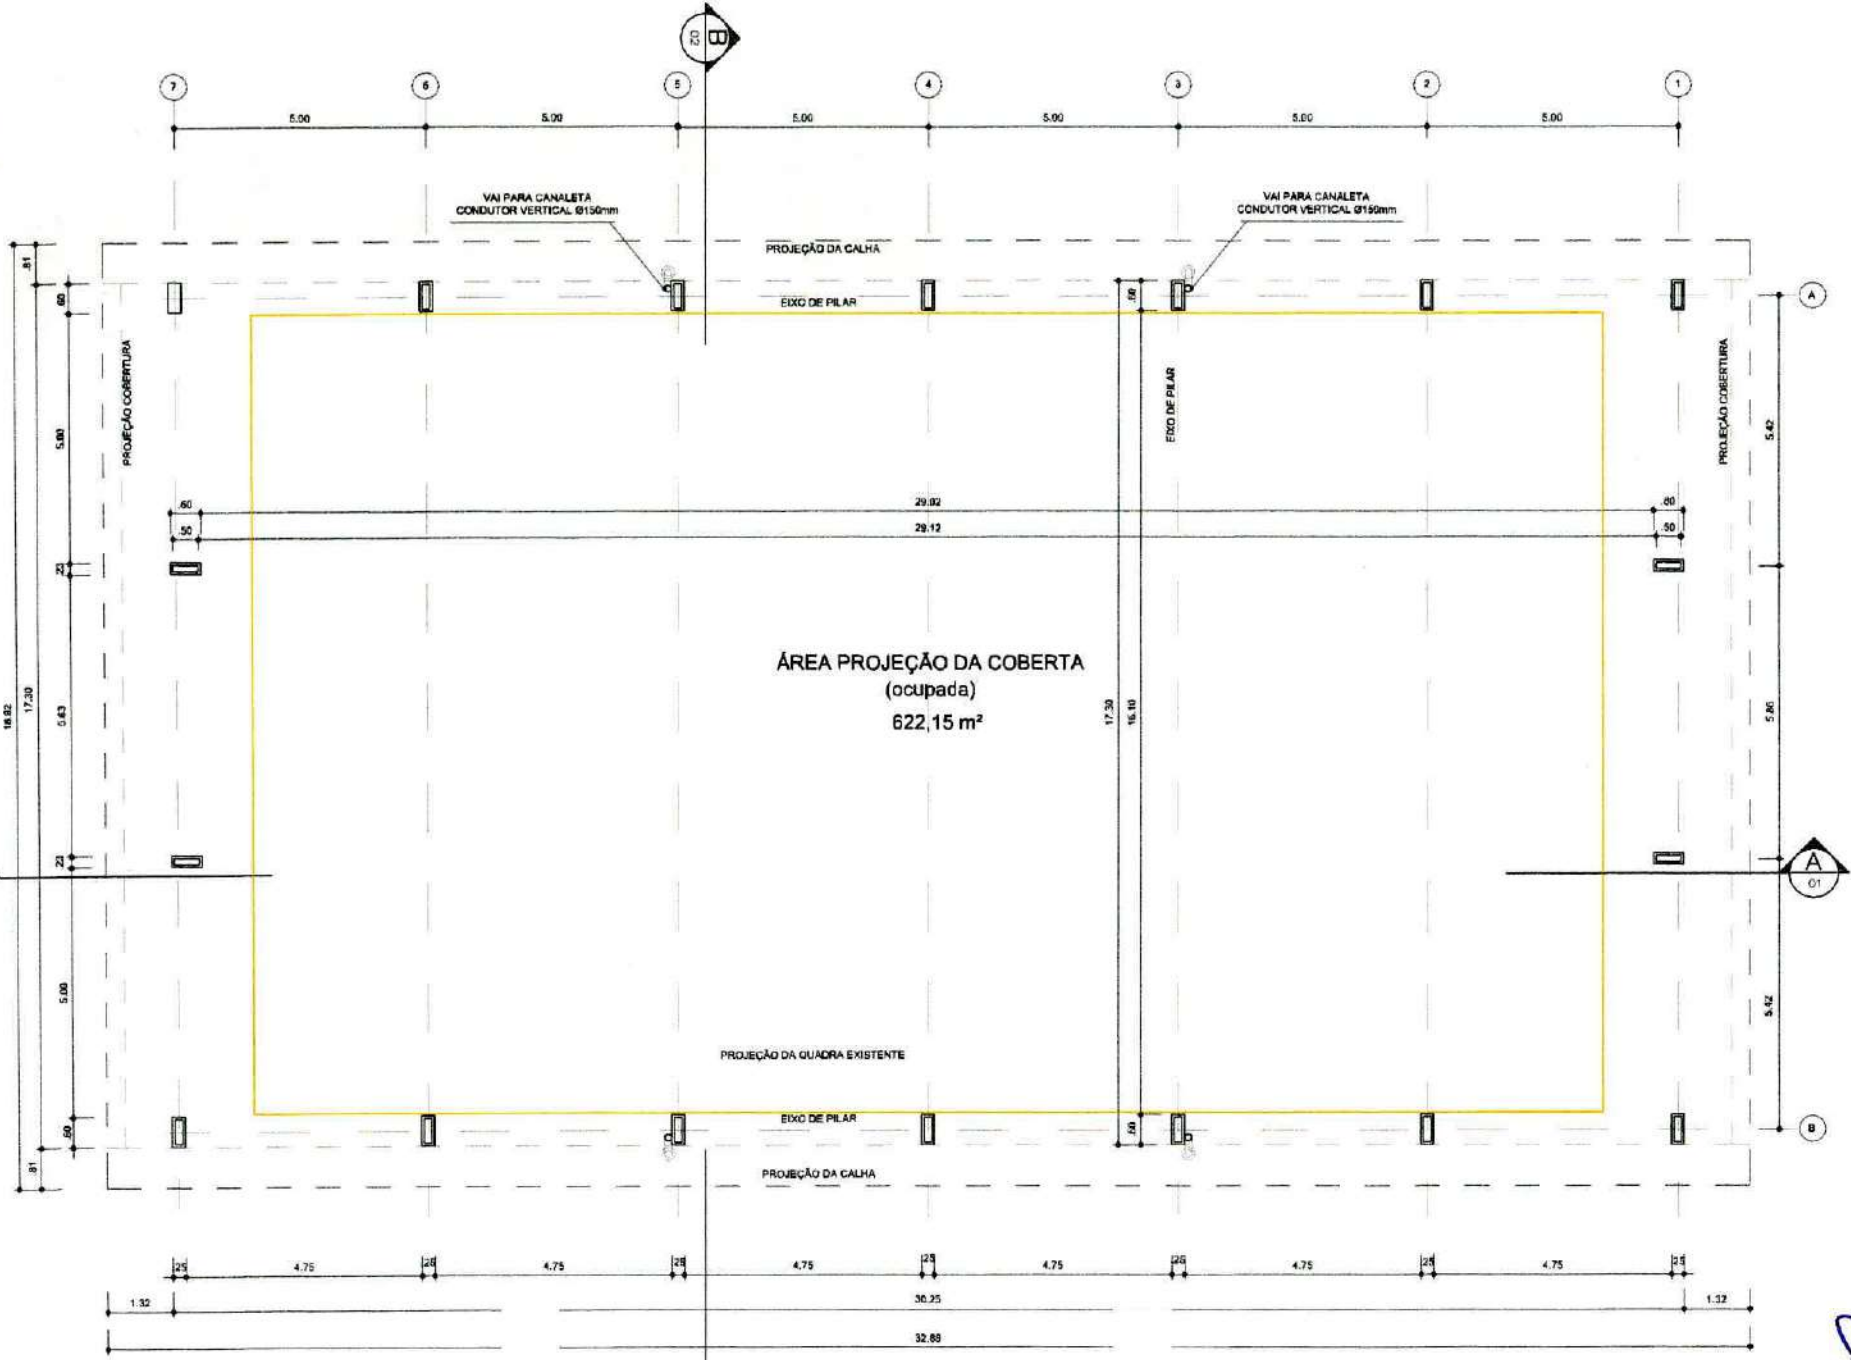 B
02
7
6
5
4
3
2
1
5.00
5.00
5.00
5.00
5.00
5.00
VAI PARA CANALETA
CONDUTOR VERTICAL Ø150mm
VAI PARA CANALETA
CONDUTOR VERTICAL Ø150mm
PROJEÇÃO DA CALHA
EIXO DE PILAR
.81
.60
.60
A
PROJEÇÃO COBERTURA
EIXO DE PILAR
PROJEÇÃO COBERTURA
5.00
5.42
.60
29.02
.60
.50
29.12
.50
23
ÁREA PROJEÇÃO DA COBERTA
(ocupada)
622,15 m²
18.92
17.30
5.63
17.30
16.10
5.86
23
A
01
5.00
5.42
PROJEÇÃO DA QUADRA EXISTENTE
EIXO DE PILAR
.60
.60
B
.81
PROJEÇÃO DA CALHA
25
4.75
25
4.75
25
4.75
25
4.75
25
4.75
25
4.75
25
1.32
30.25
1.32
32.88